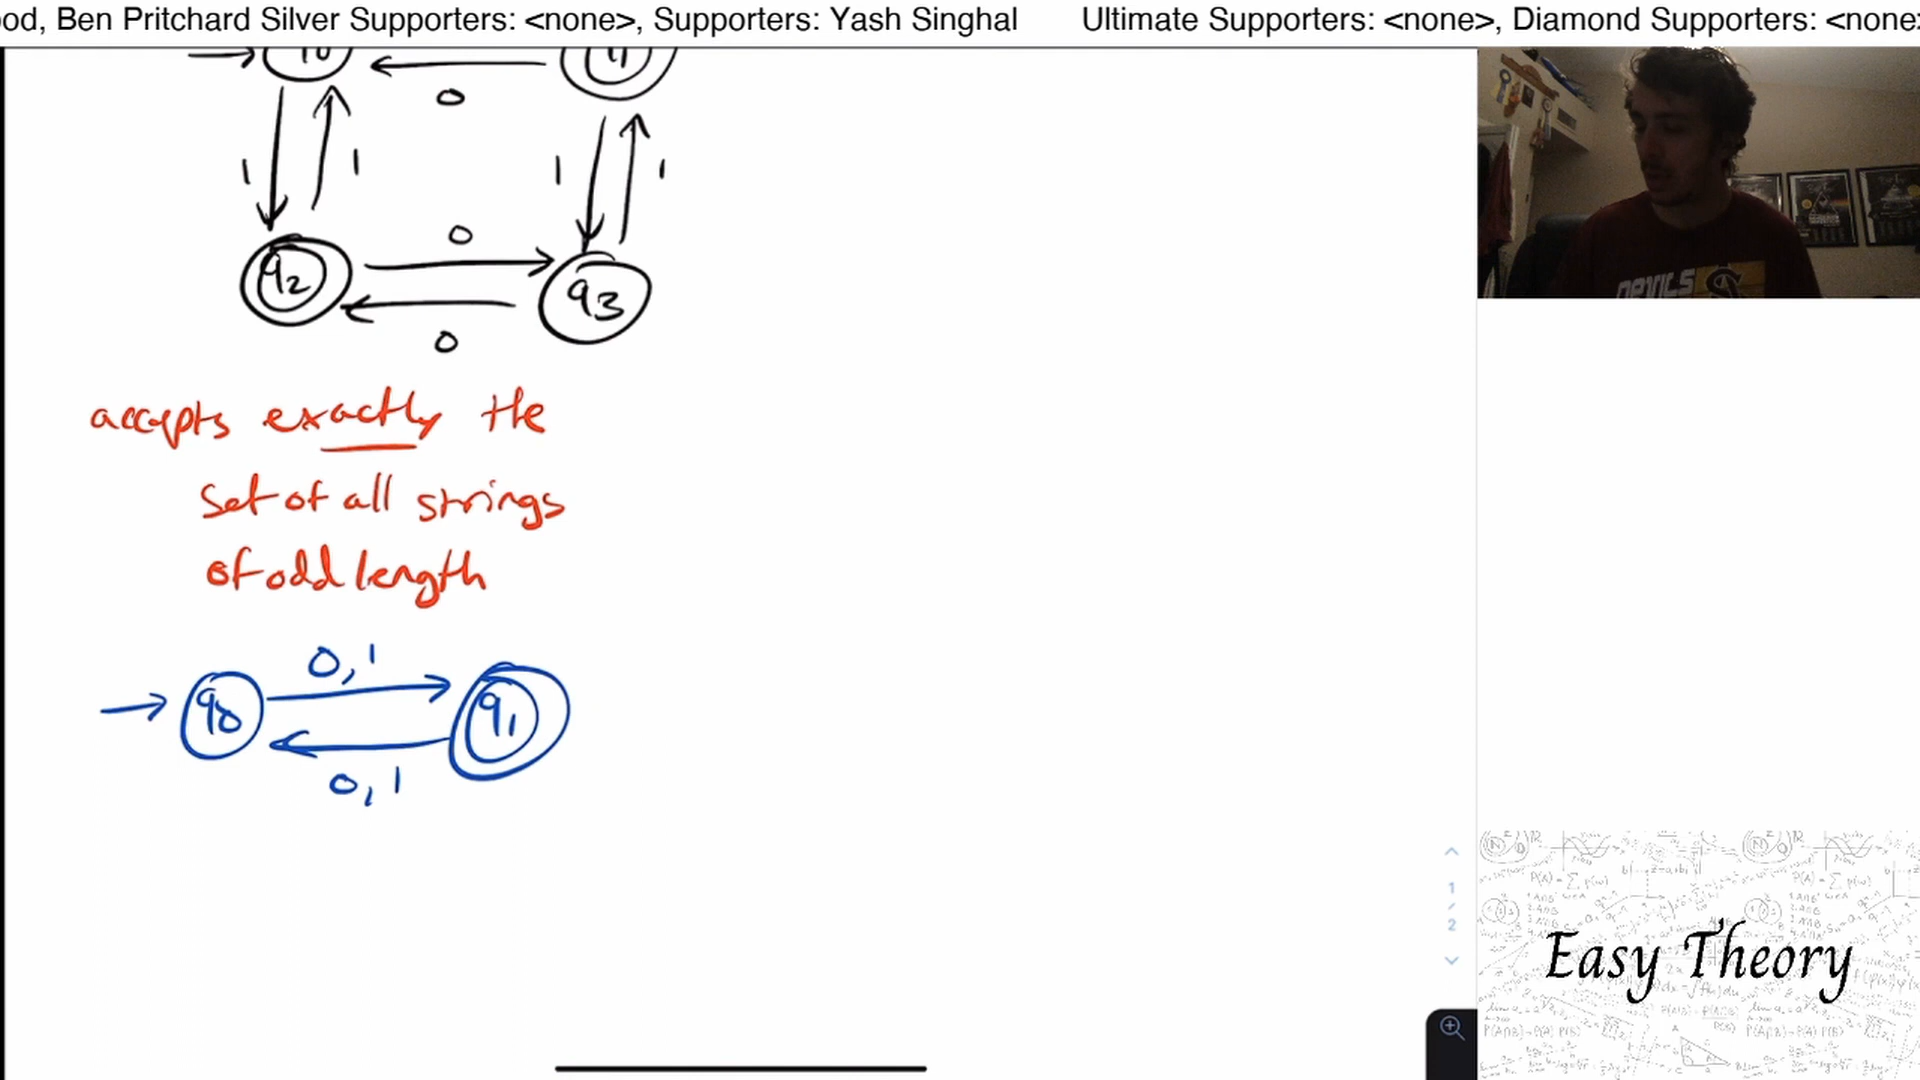 ood, Ben Pritchard Silver Supporters: <none>, Supporters: Yash Singhal Ultimate Supporters: <none>, Diamond Supporters: <none>
0
1 1 1 1
0
q2 q3
0
accepts exactly the
set of all strings
of odd length
0, 1
q0 q1
0, 1
1
2
DEVILS
Easy Theory